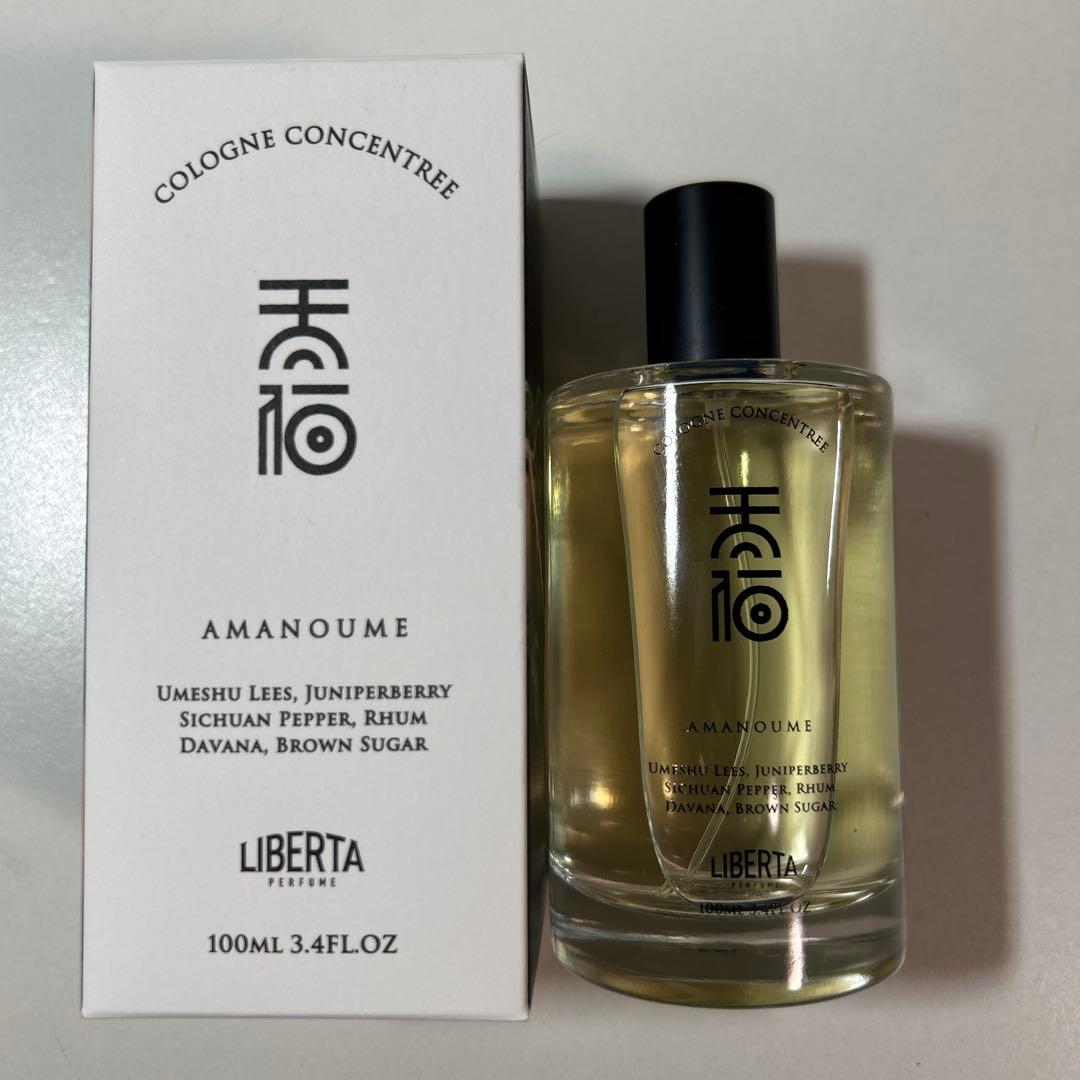 COLOGNE CONCENTREE
AMANOUME
UMESHU LEES, JUNIPERBERRY
SICHUAN PEPPER, RHUM
DAVANA, BROWN SUGAR
LIBERTA
PERFUME
100ML 3.4FL.OZ
COLOGNE CONCENTREE
AMANOUME
UMESHU LEES, JUNIPERBERRY
SICHUAN PEPPER, RHUM
DAVANA, BROWN SUGAR
LIBERTA
PERFUME
100ML 3.4FL.OZ